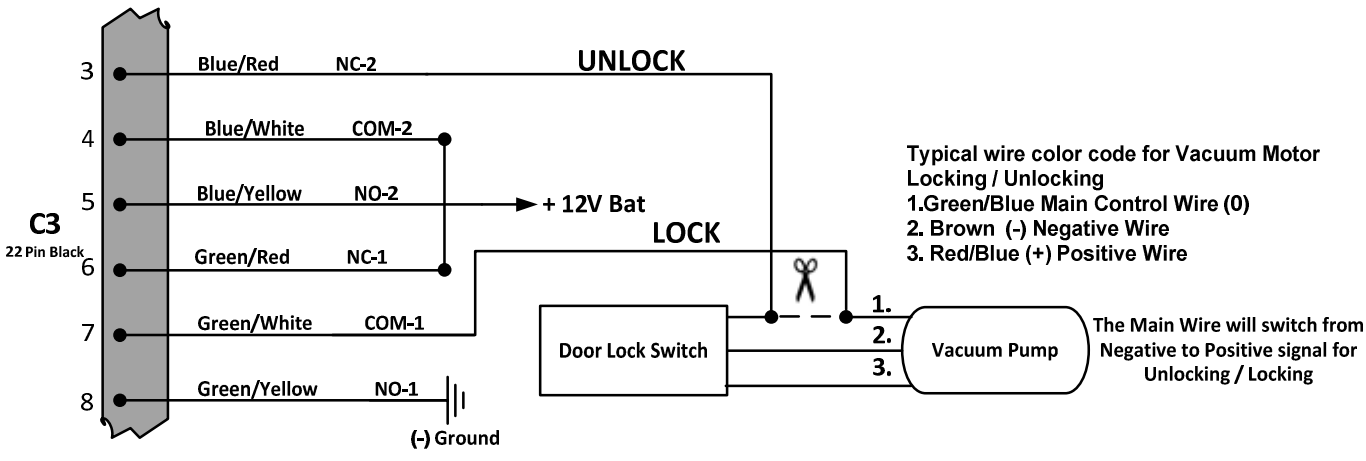 3 Blue/Red NC-2 UNLOCK
4 Blue/White COM-2
5 Blue/Yellow NO-2 + 12V Bat
C3
22 Pin Black
6 Green/Red NC-1
LOCK
7 Green/White COM-1
8 Green/Yellow NO-1
(-) Ground
Typical wire color code for Vacuum Motor
Locking / Unlocking
1.Green/Blue Main Control Wire (0)
2. Brown (-) Negative Wire
3. Red/Blue (+) Positive Wire
Door Lock Switch
1.
2.
3.
Vacuum Pump
The Main Wire will switch from
Negative to Positive signal for
Unlocking / Locking